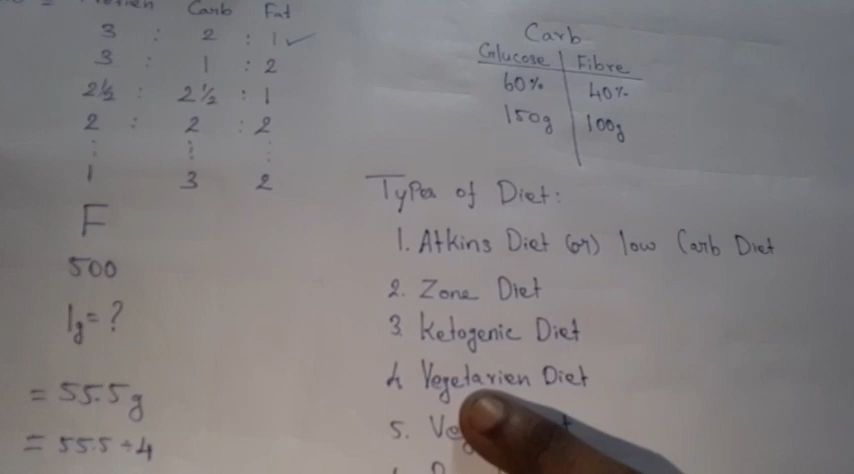 Carb Fat
3 : 2 : 1 ✓
3 : 1 : 2
2½ : 2½ : 1
2 : 2 : 2
⋮ ⋮ ⋮
1 3 2
F
500
1g = ?
= 55.5g
= 55.5 ÷ 4
Carb
Glucose | Fibre
60% | 40%
150g | 100g
Types of Diet:
1. Atkins Diet (or) low Carb Diet
2. Zone Diet
3. Ketogenic Diet
4. Vegetarien Diet
5.